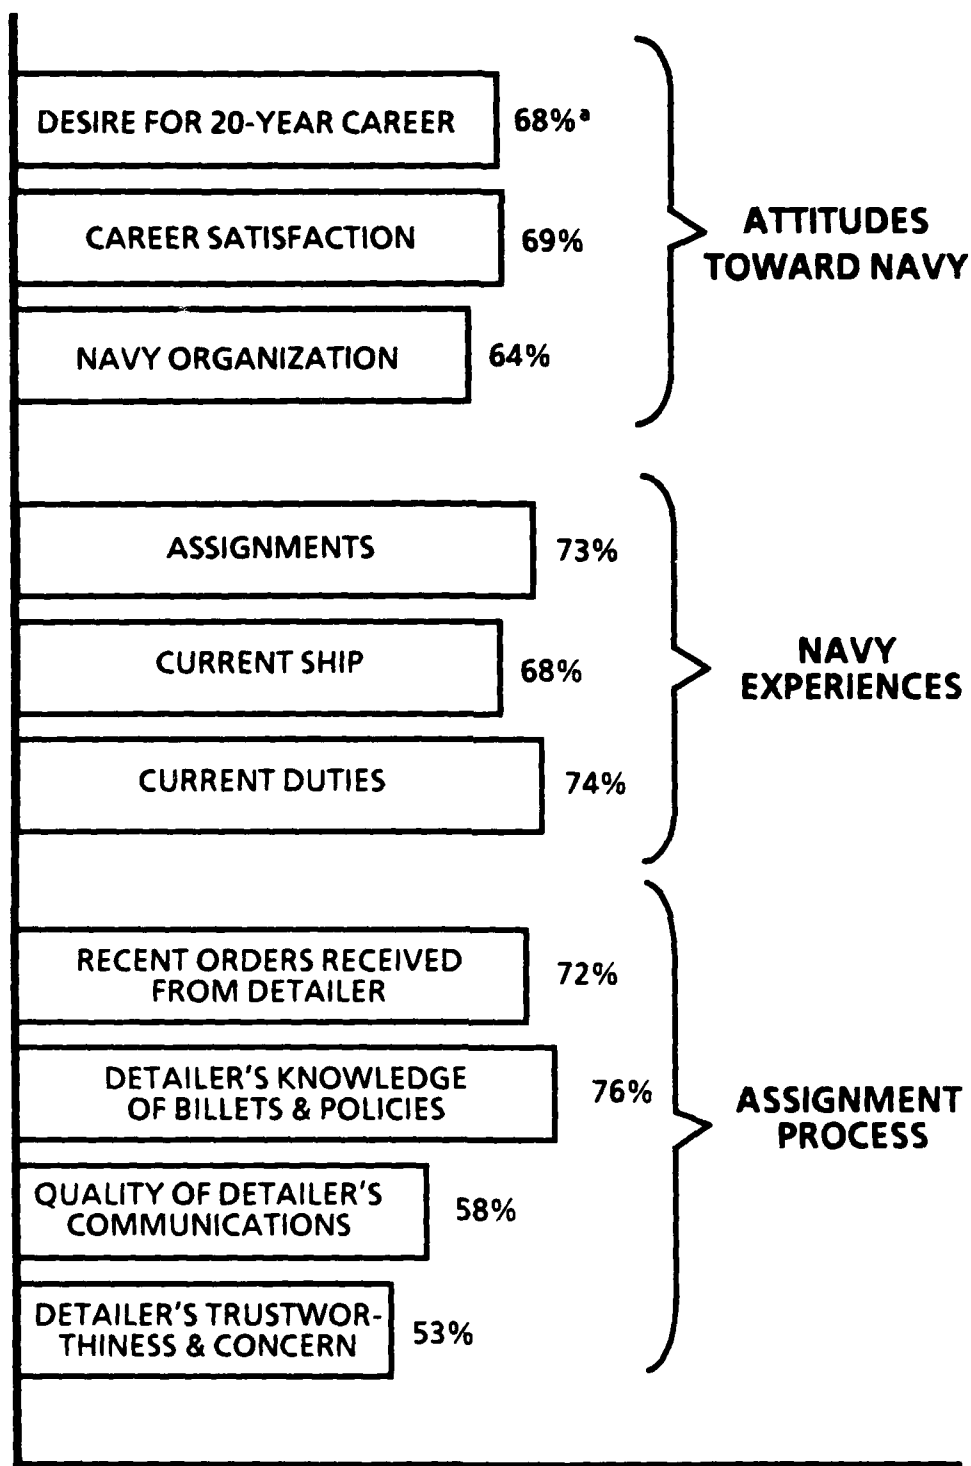 DESIRE FOR 20-YEAR CAREER 68%ᵃ
CAREER SATISFACTION 69%
NAVY ORGANIZATION 64%
ATTITUDES
TOWARD NAVY
ASSIGNMENTS 73%
CURRENT SHIP 68%
CURRENT DUTIES 74%
NAVY
EXPERIENCES
RECENT ORDERS RECEIVED
FROM DETAILER
72%
DETAILER'S KNOWLEDGE
OF BILLETS & POLICIES
76%
QUALITY OF DETAILER'S
COMMUNICATIONS
58%
DETAILER'S TRUSTWOR-
THINESS & CONCERN
53%
ASSIGNMENT
PROCESS